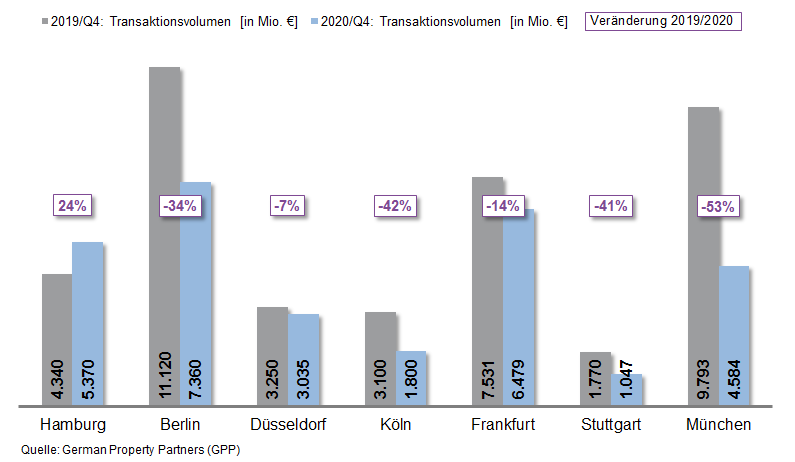 2019/Q4: Transaktionsvolumen [in Mio. €] 2020/Q4: Transaktionsvolumen [in Mio. €] Veränderung 2019/2020
24% -34% -7% -42% -14% -41% -53%
4.340 5.370 11.120 7.360 3.250 3.035 3.100 1.800 7.531 6.479 1.770 1.047 9.793 4.584
Hamburg Berlin Düsseldorf Köln Frankfurt Stuttgart München
Quelle: German Property Partners (GPP)